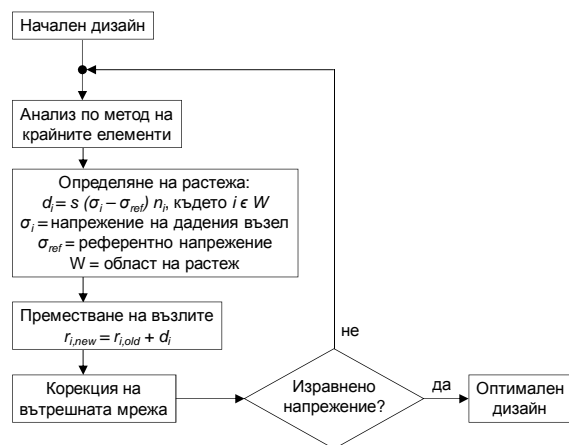 Начален дизайн
Анализ по метод на
крайните елементи
Определяне на растежа:
dᵢ = s (σᵢ – σref) nᵢ, където i ϵ W
σᵢ = напрежение на дадения възел
σref = референтно напрежение
W = област на растеж
Преместване на възлите
rᵢ,new = rᵢ,old + dᵢ
Корекция на
вътрешната мрежа
Изравнено
напрежение?
не
да
Оптимален
дизайн